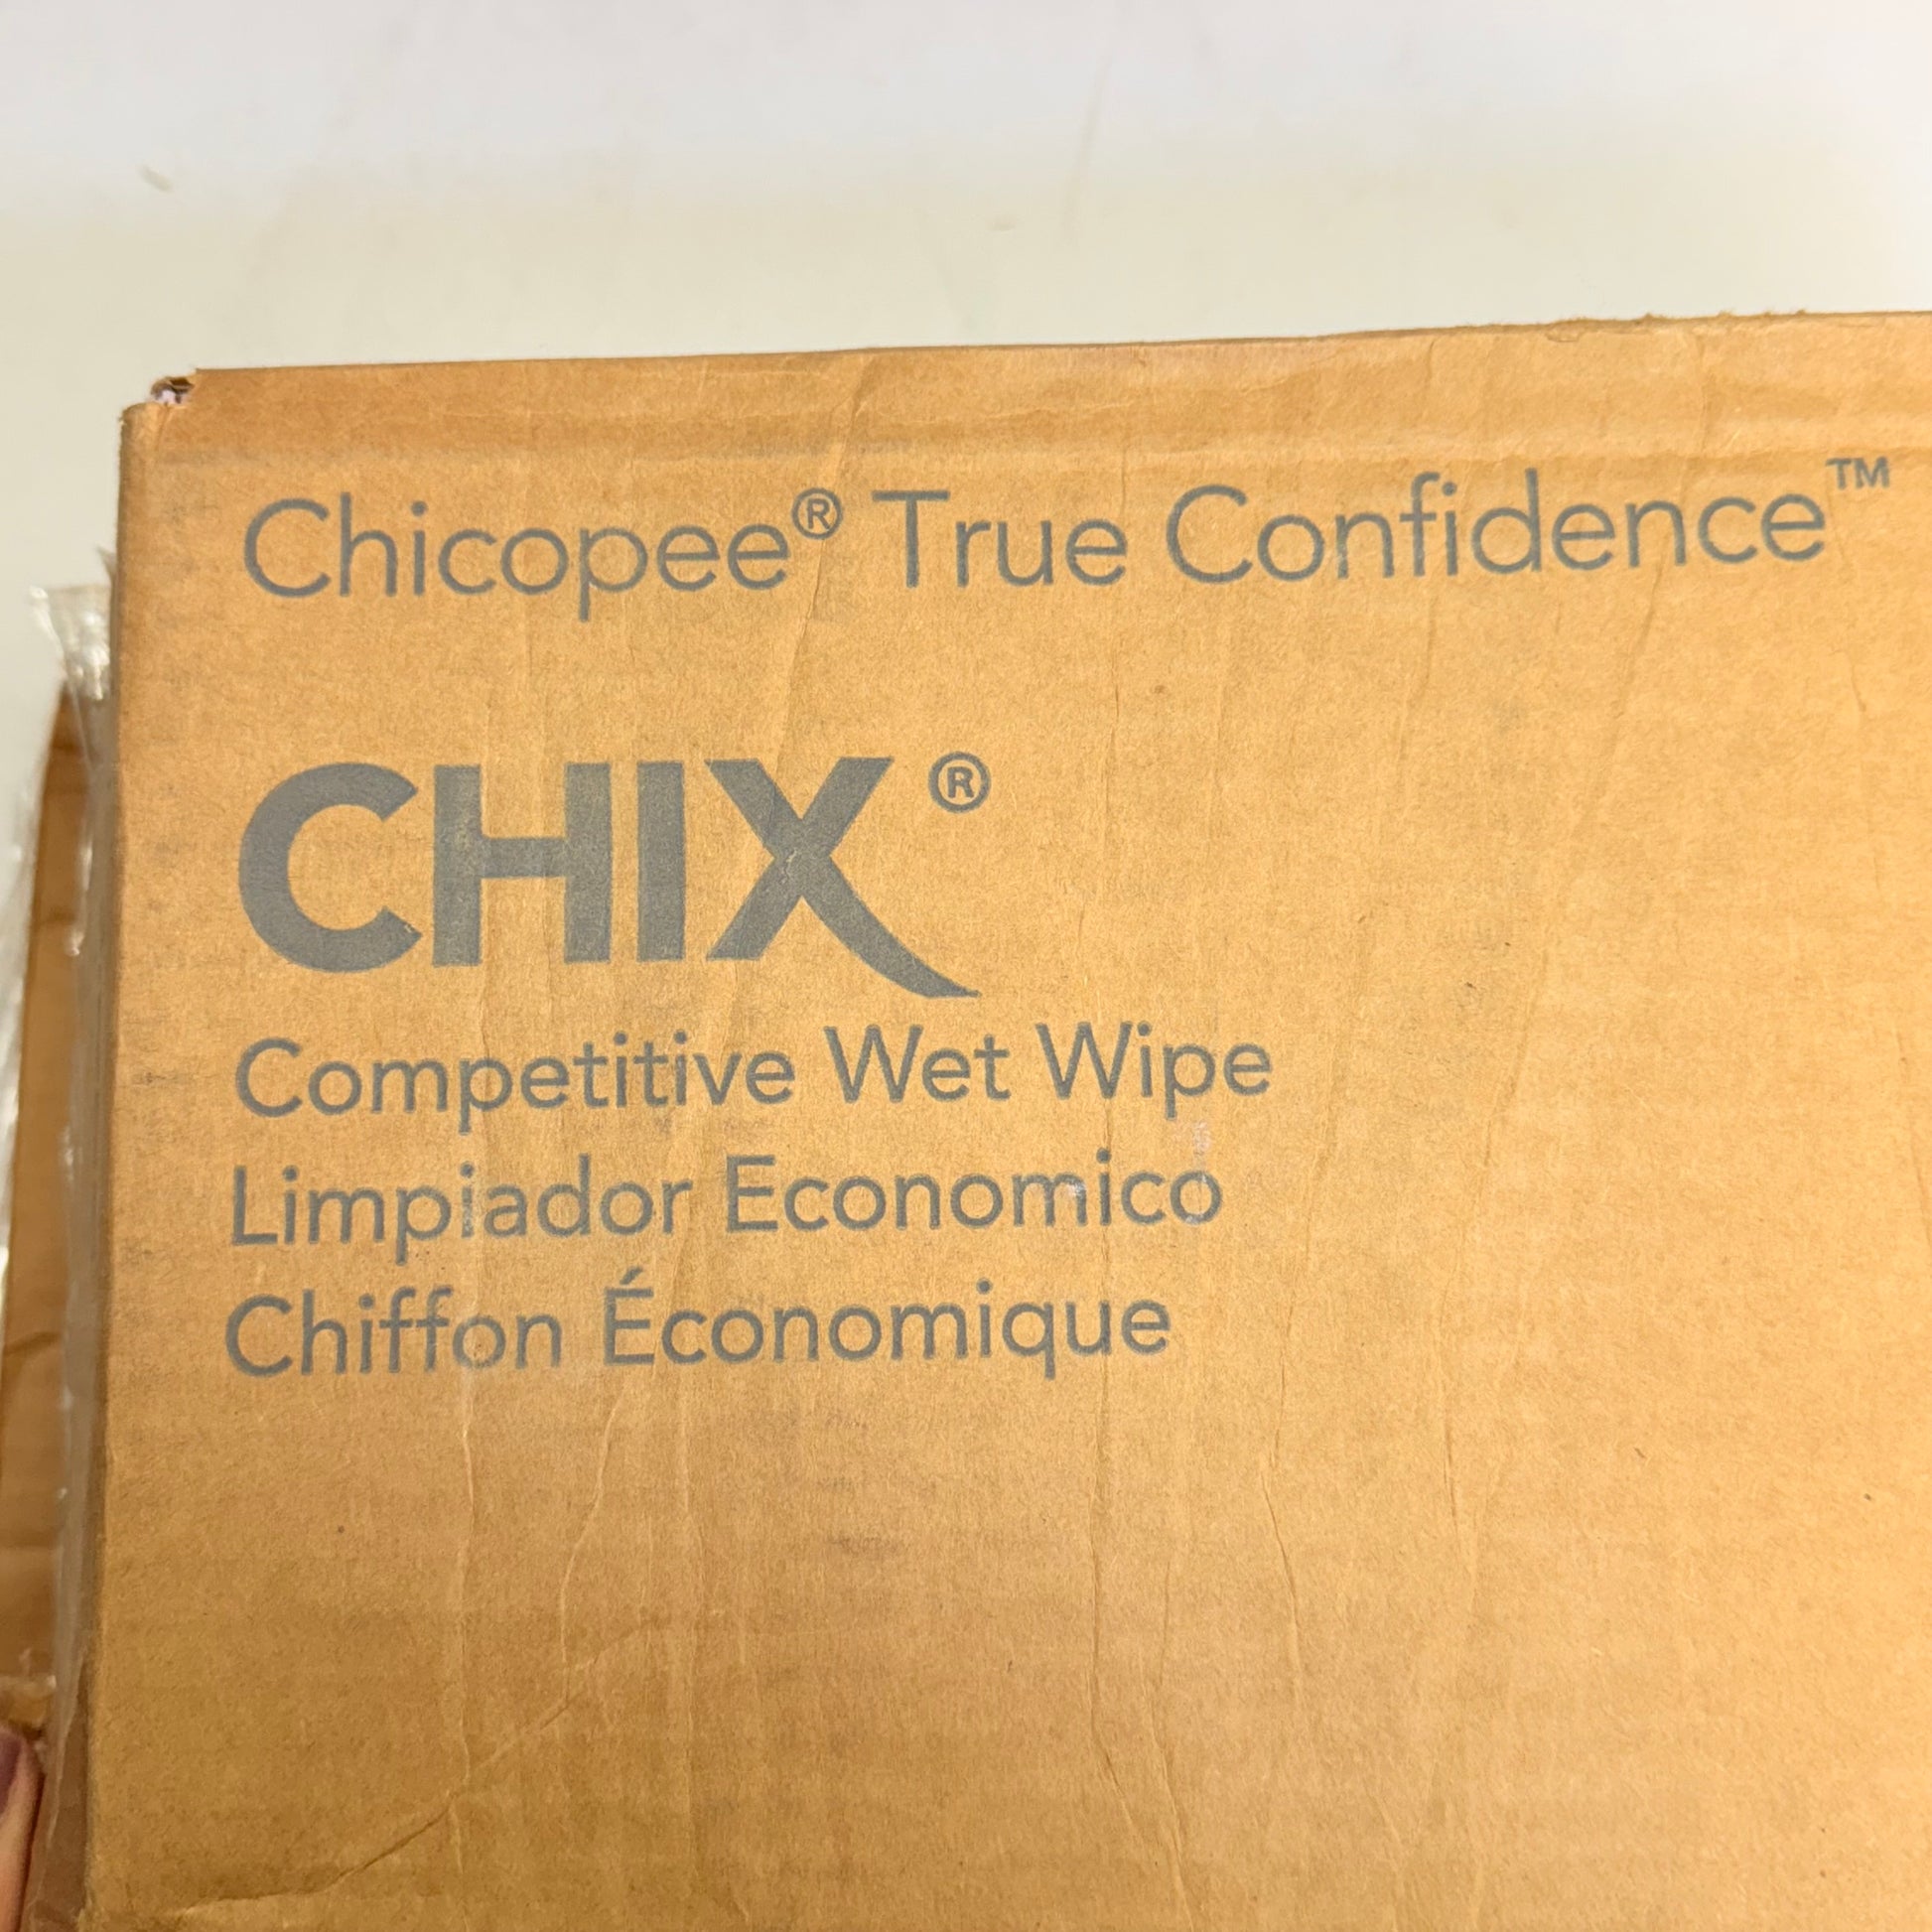 Chicopee® True Confidence™
CHIX®
Competitive Wet Wipe
Limpiador Economico
Chiffon Économique